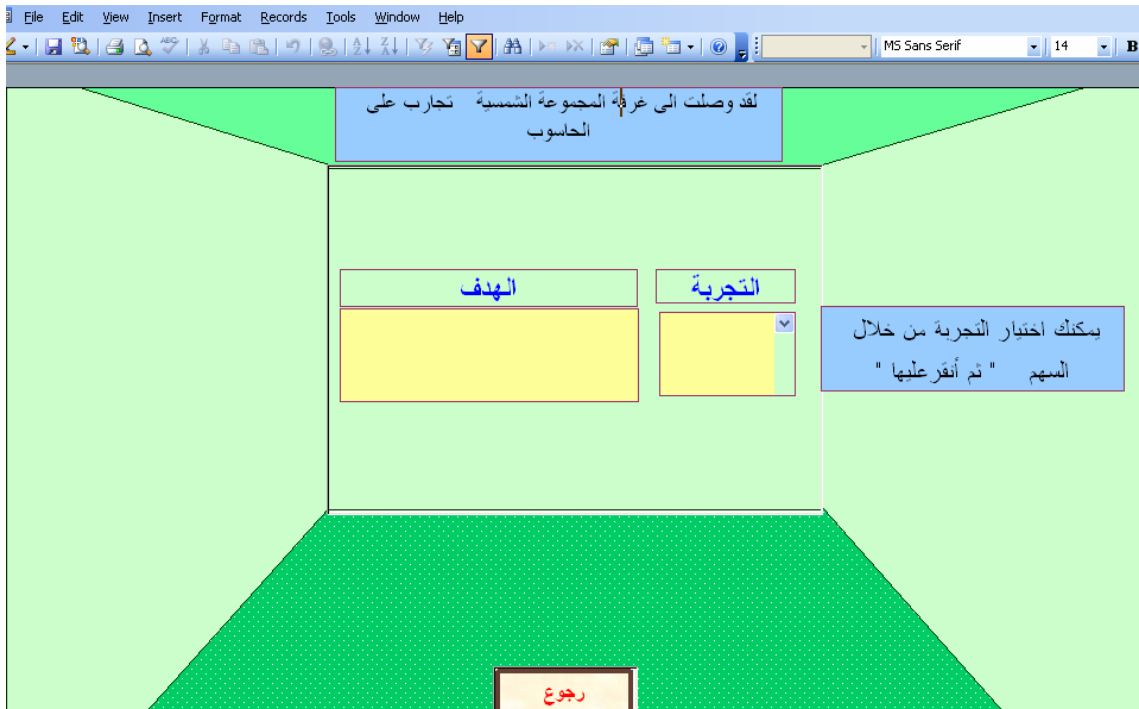 File Edit View Insert Format Records Tools Window Help
MS Sans Serif 14 B
لقد وصلت الى غرفة المجموعة الشمسية تجارب على
الحاسوب
التجربة
الهدف
يمكنك اختيار التجربة من خلال
السهم " ثم أنقر عليها "
رجوع